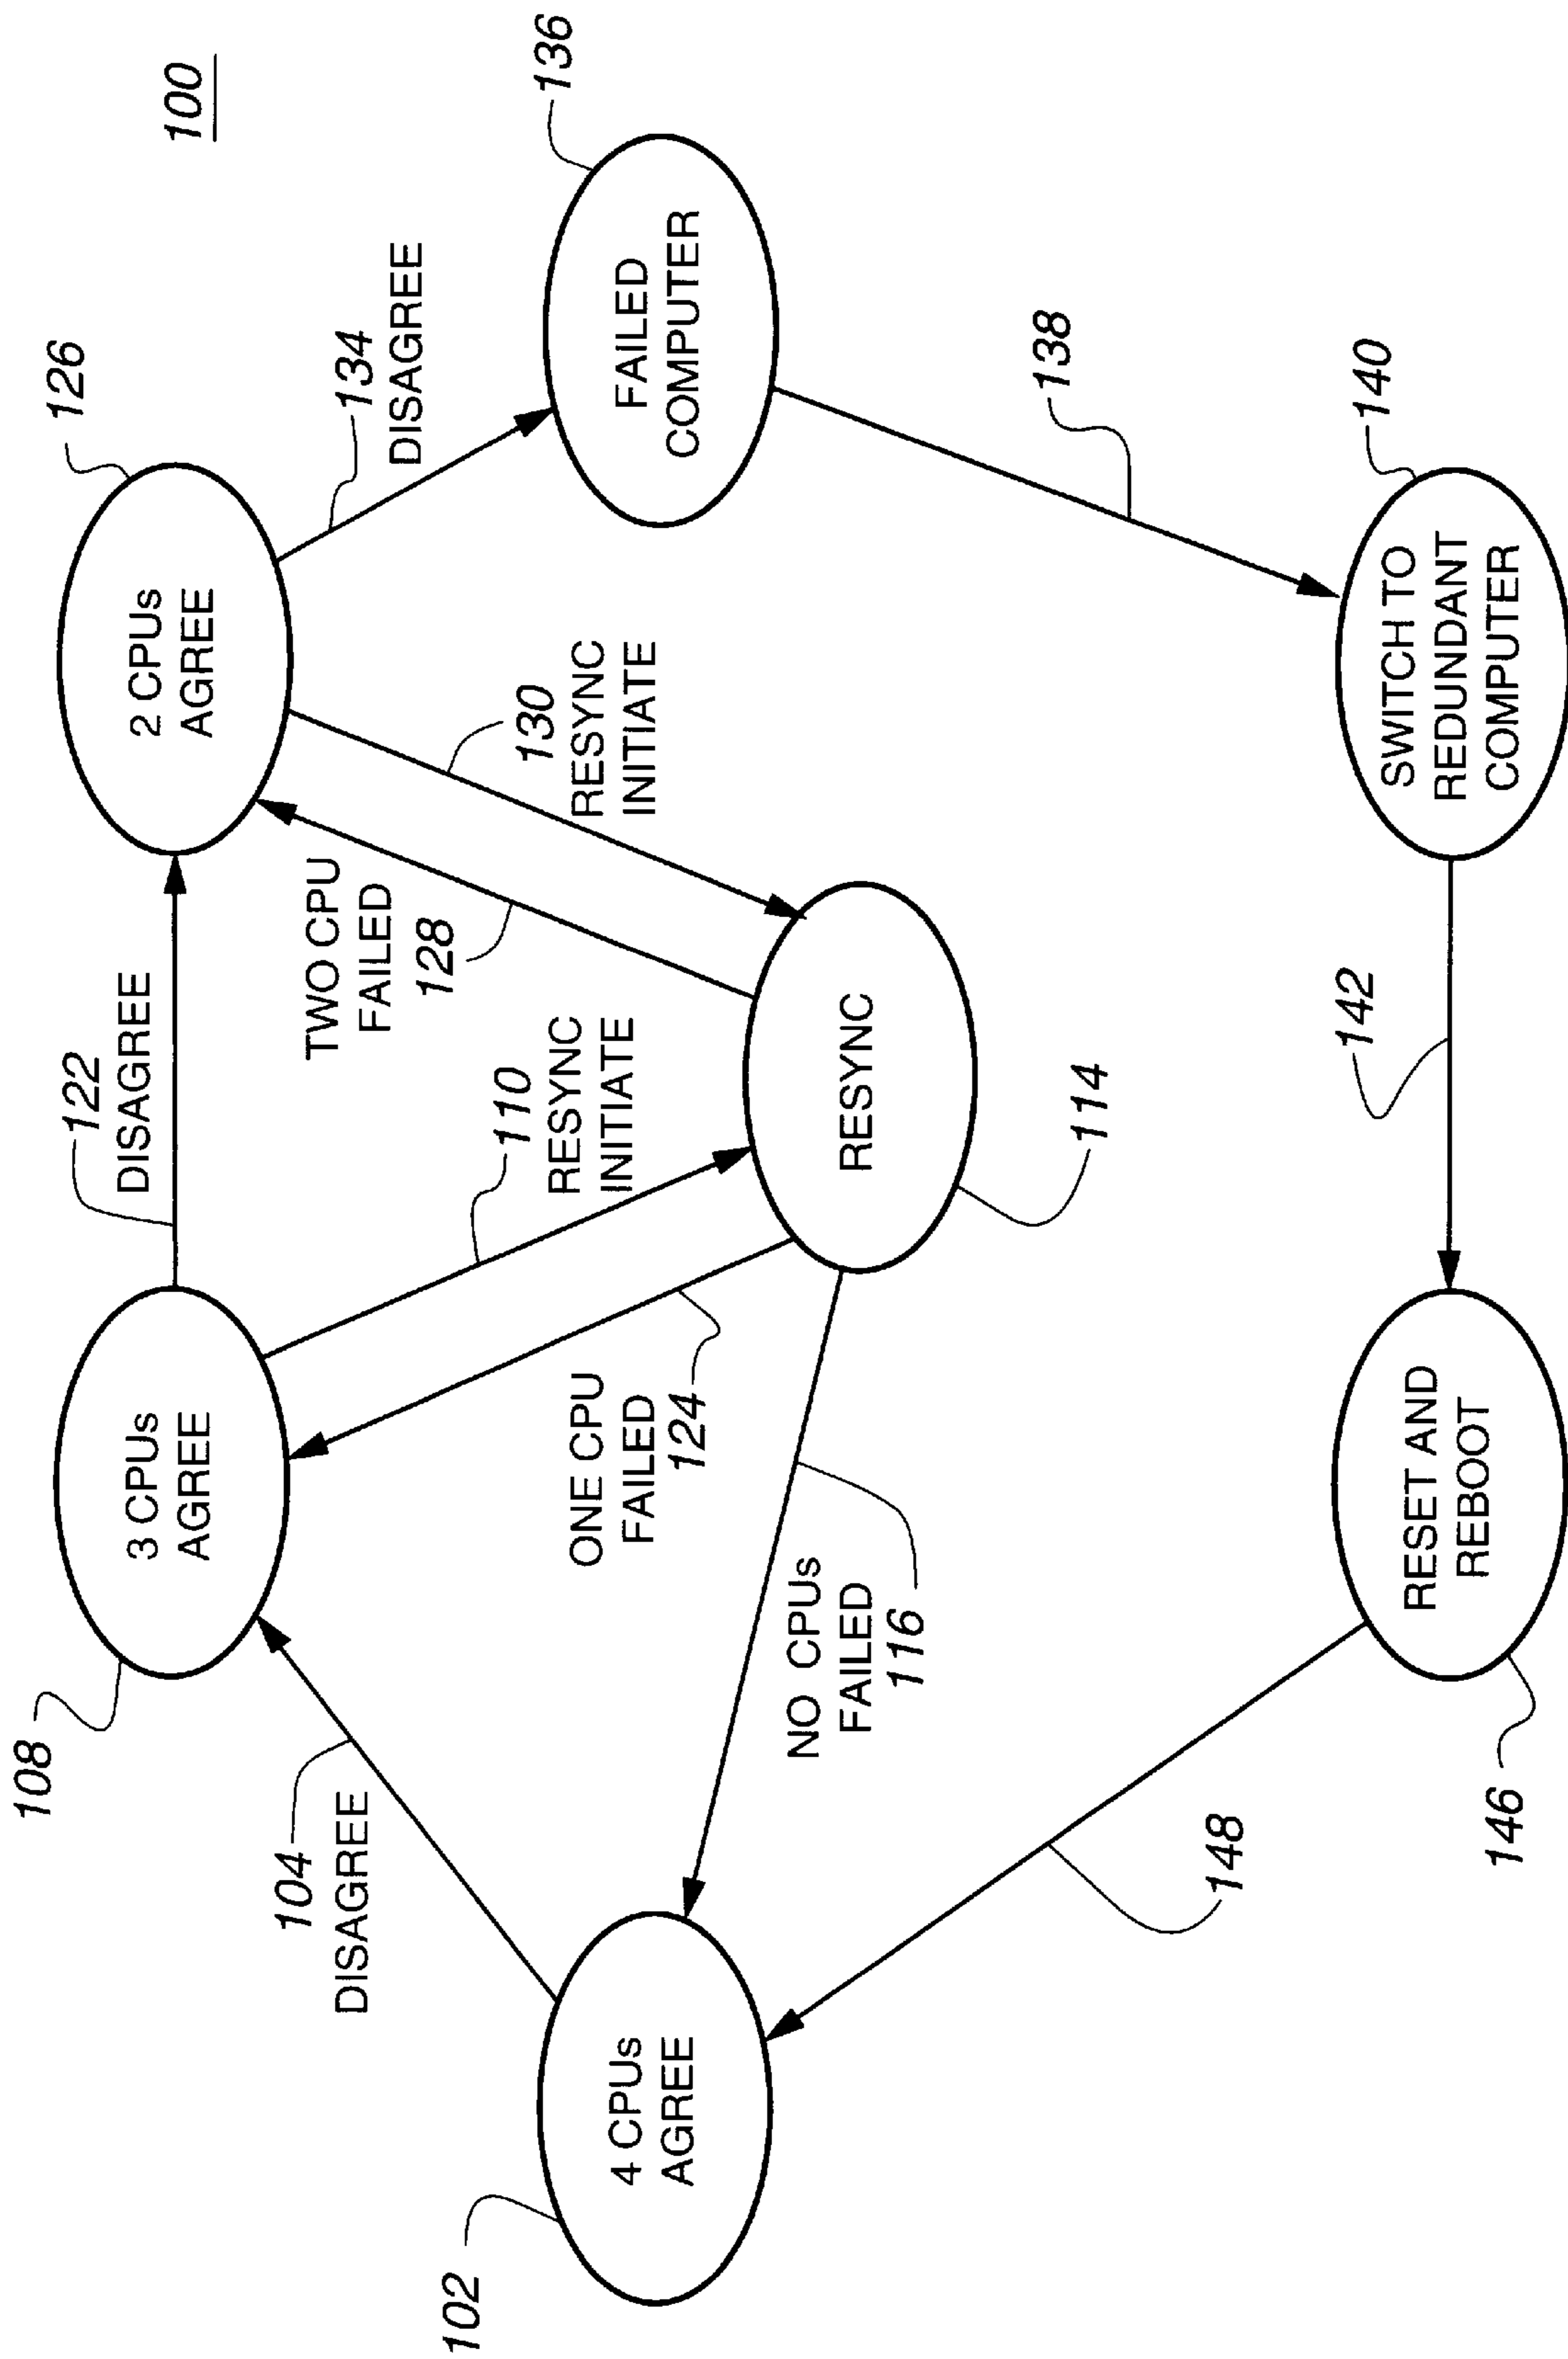 100
108
3 CPUs
AGREE
122
DISAGREE
126
2 CPUs
AGREE
104
DISAGREE
TWO CPU
FAILED
128
134
DISAGREE
110
RESYNC
INITIATE
130
RESYNC
INITIATE
136
FAILED
COMPUTER
102
4 CPUs
AGREE
ONE CPU
FAILED
124
NO CPUs
FAILED
116
RESYNC
114
138
148
142
140
SWITCH TO
REDUNDANT
COMPUTER
146
RESET AND
REBOOT